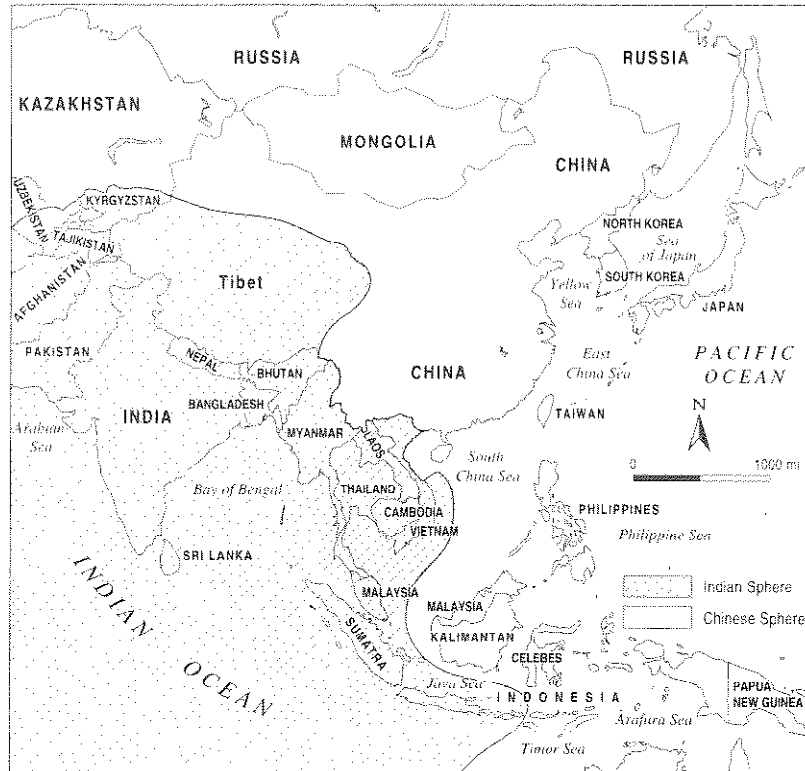 RUSSIA
RUSSIA
KAZAKHSTAN
MONGOLIA
CHINA
UZBEKISTAN
KYRGYZSTAN
TAJIKISTAN
AFGHANISTAN
Tibet
NORTH KOREA
Sea
of Japan
SOUTH KOREA
Yellow
Sea
JAPAN
PAKISTAN
NEPAL
BHUTAN
CHINA
East
China Sea
PACIFIC
OCEAN
INDIA
BANGLADESH
MYANMAR
LAOS
TAIWAN
N
Arabian
Sea
South
China Sea
0 1000 mi
Bay of Bengal
THAILAND
CAMBODIA
VIETNAM
PHILIPPINES
Philippine Sea
SRI LANKA
MALAYSIA
MALAYSIA
KALIMANTAN
Indian Sphere
Chinese Sphere
INDIAN OCEAN
SUMATRA
CELEBES
Java Sea
INDONESIA
PAPUA
NEW GUINEA
Arafura Sea
Timor Sea